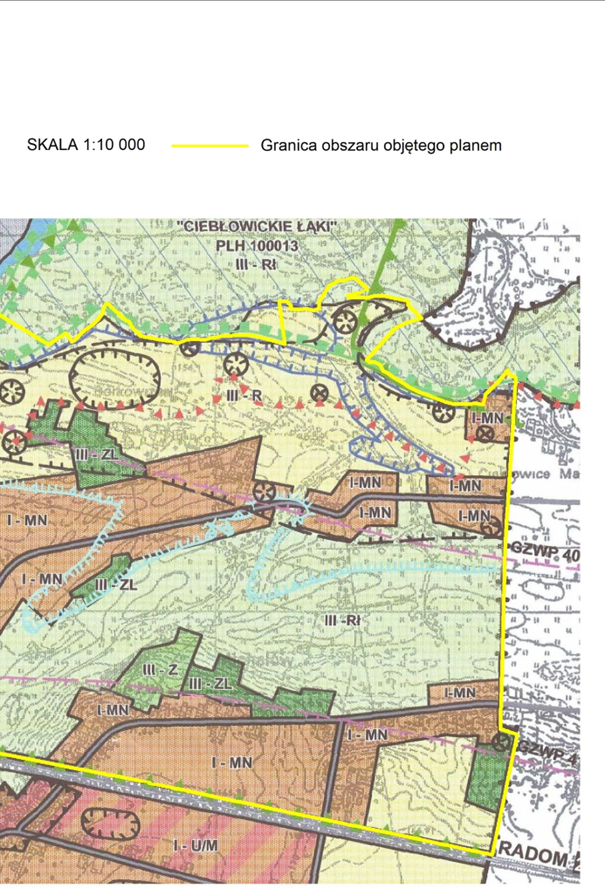 SKALA 1:10 000 Granica obszaru objętego planem
"CIEBŁOWICKIE ŁĄKI"
PLH 100013
III - Rł
III - R
I-MN
III - ZL
I-MN
I-MN
I - MN
I-MN
I-MN
GZWP 40
I - MN
III - ZL
III -Rł
III - Z
III - ZL
I-MN
I-MN
I - MN
GZWP 4
I - MN
I - U/M
RADOM